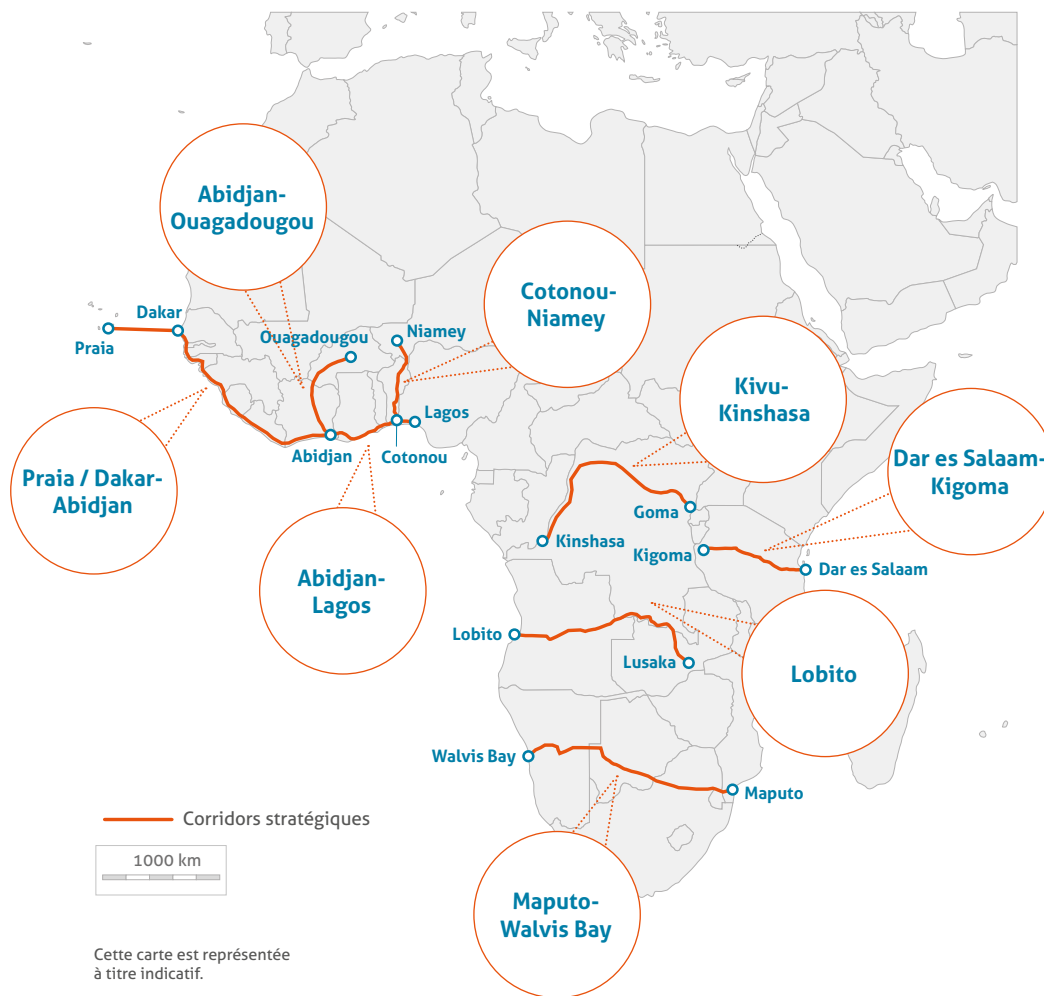 Abidjan-
Ouagadougou
Cotonou-
Niamey
Dakar
Praia
Ouagadougou
Niamey
Kivu-
Kinshasa
Lagos
Abidjan
Cotonou
Praia / Dakar-
Abidjan
Dar es Salaam-
Kigoma
Goma
Kinshasa
Kigoma
Dar es Salaam
Abidjan-
Lagos
Lobito
Lusaka
Lobito
Walvis Bay
Maputo
Corridors stratégiques
1000 km
Maputo-
Walvis Bay
Cette carte est représentée
à titre indicatif.